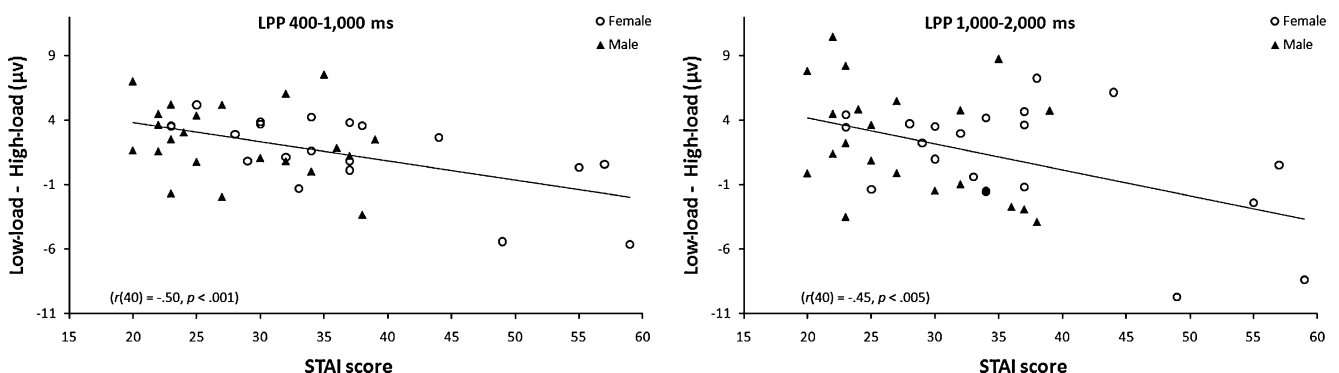 LPP 400-1,000 ms
Female
Male
Low-load - High-load (μv)
9
4
-1
-6
-11
(r(40) = -.50, p < .001)
15 20 25 30 35 40 45 50 55 60
STAI score
LPP 1,000-2,000 ms
Female
Male
Low-load - High-load (μv)
9
4
-1
-6
-11
(r(40) = -.45, p < .005)
15 20 25 30 35 40 45 50 55 60
STAI score